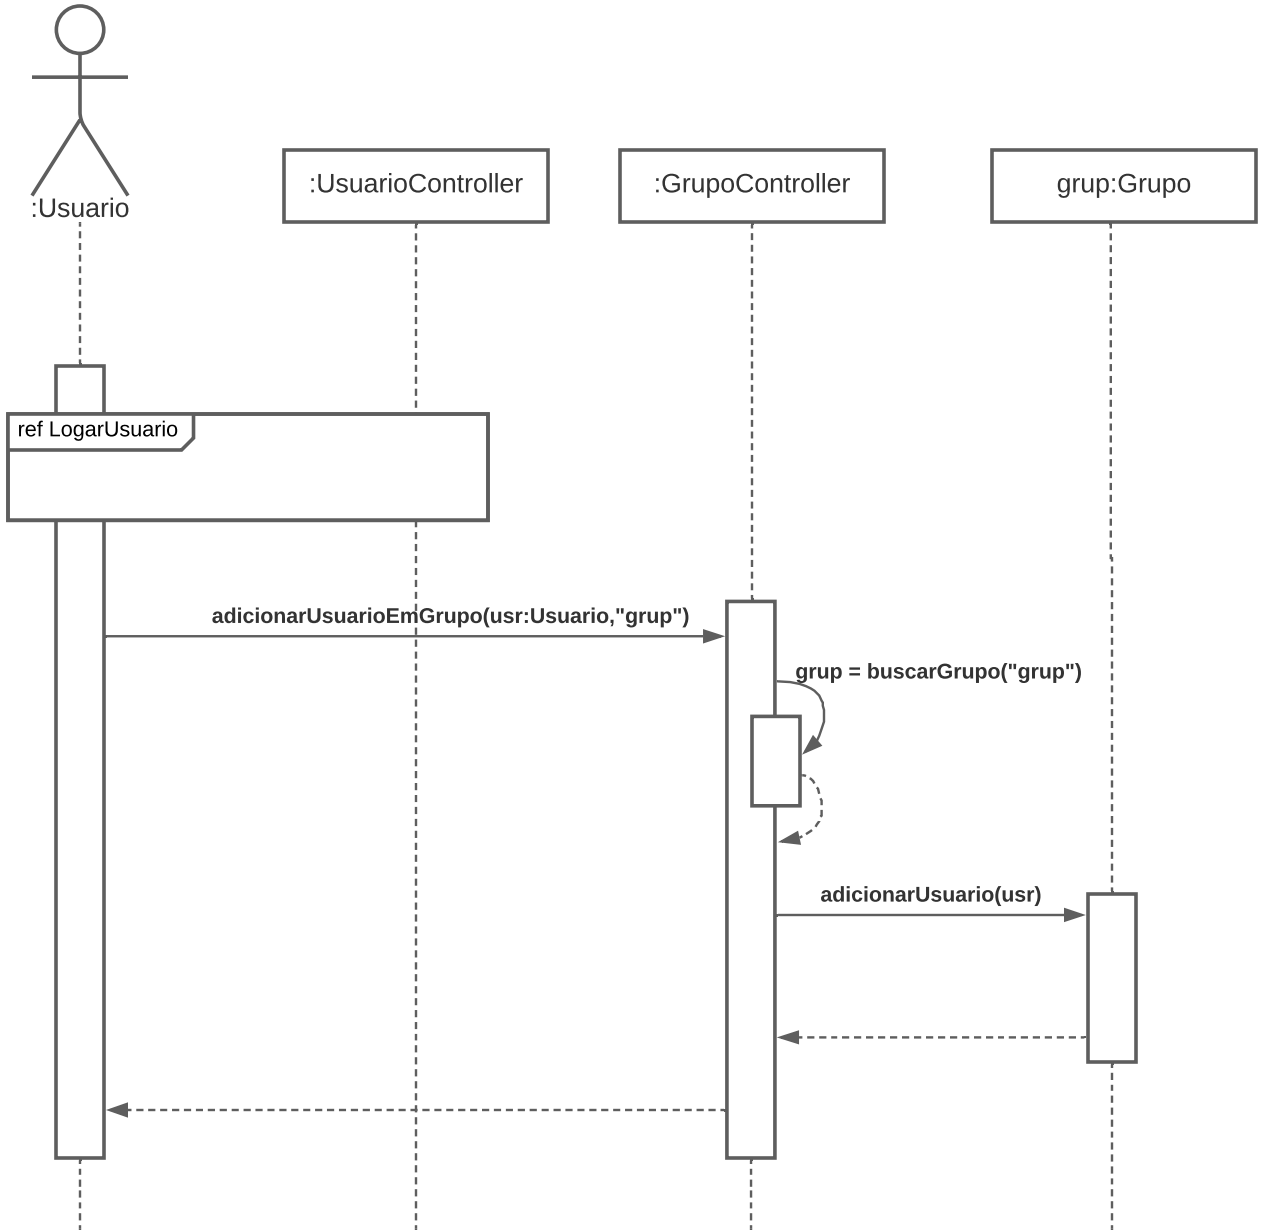 :Usuario
:UsuarioController
:GrupoController
grup:Grupo
ref LogarUsuario
adicionarUsuarioEmGrupo(usr:Usuario,"grup")
grup = buscarGrupo("grup")
adicionarUsuario(usr)